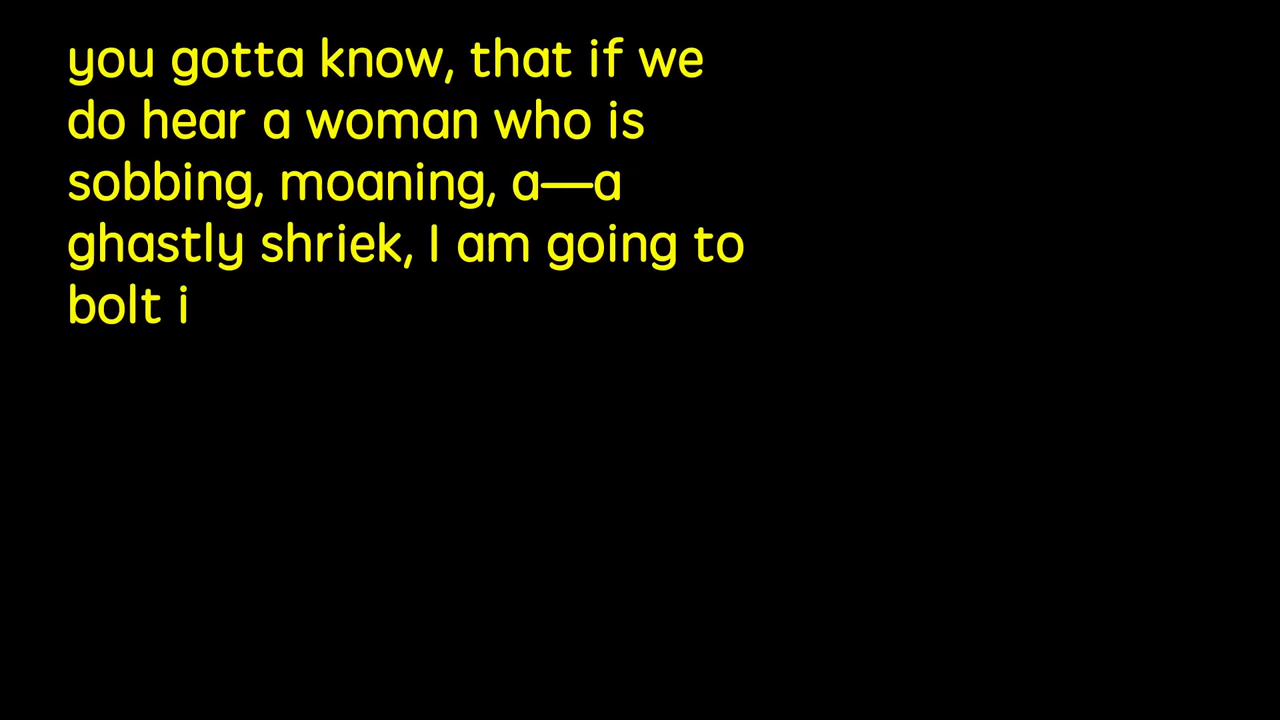 you gotta know, that if we
do hear a woman who is
sobbing, moaning, a—a
ghastly shriek, I am going to
bolt i